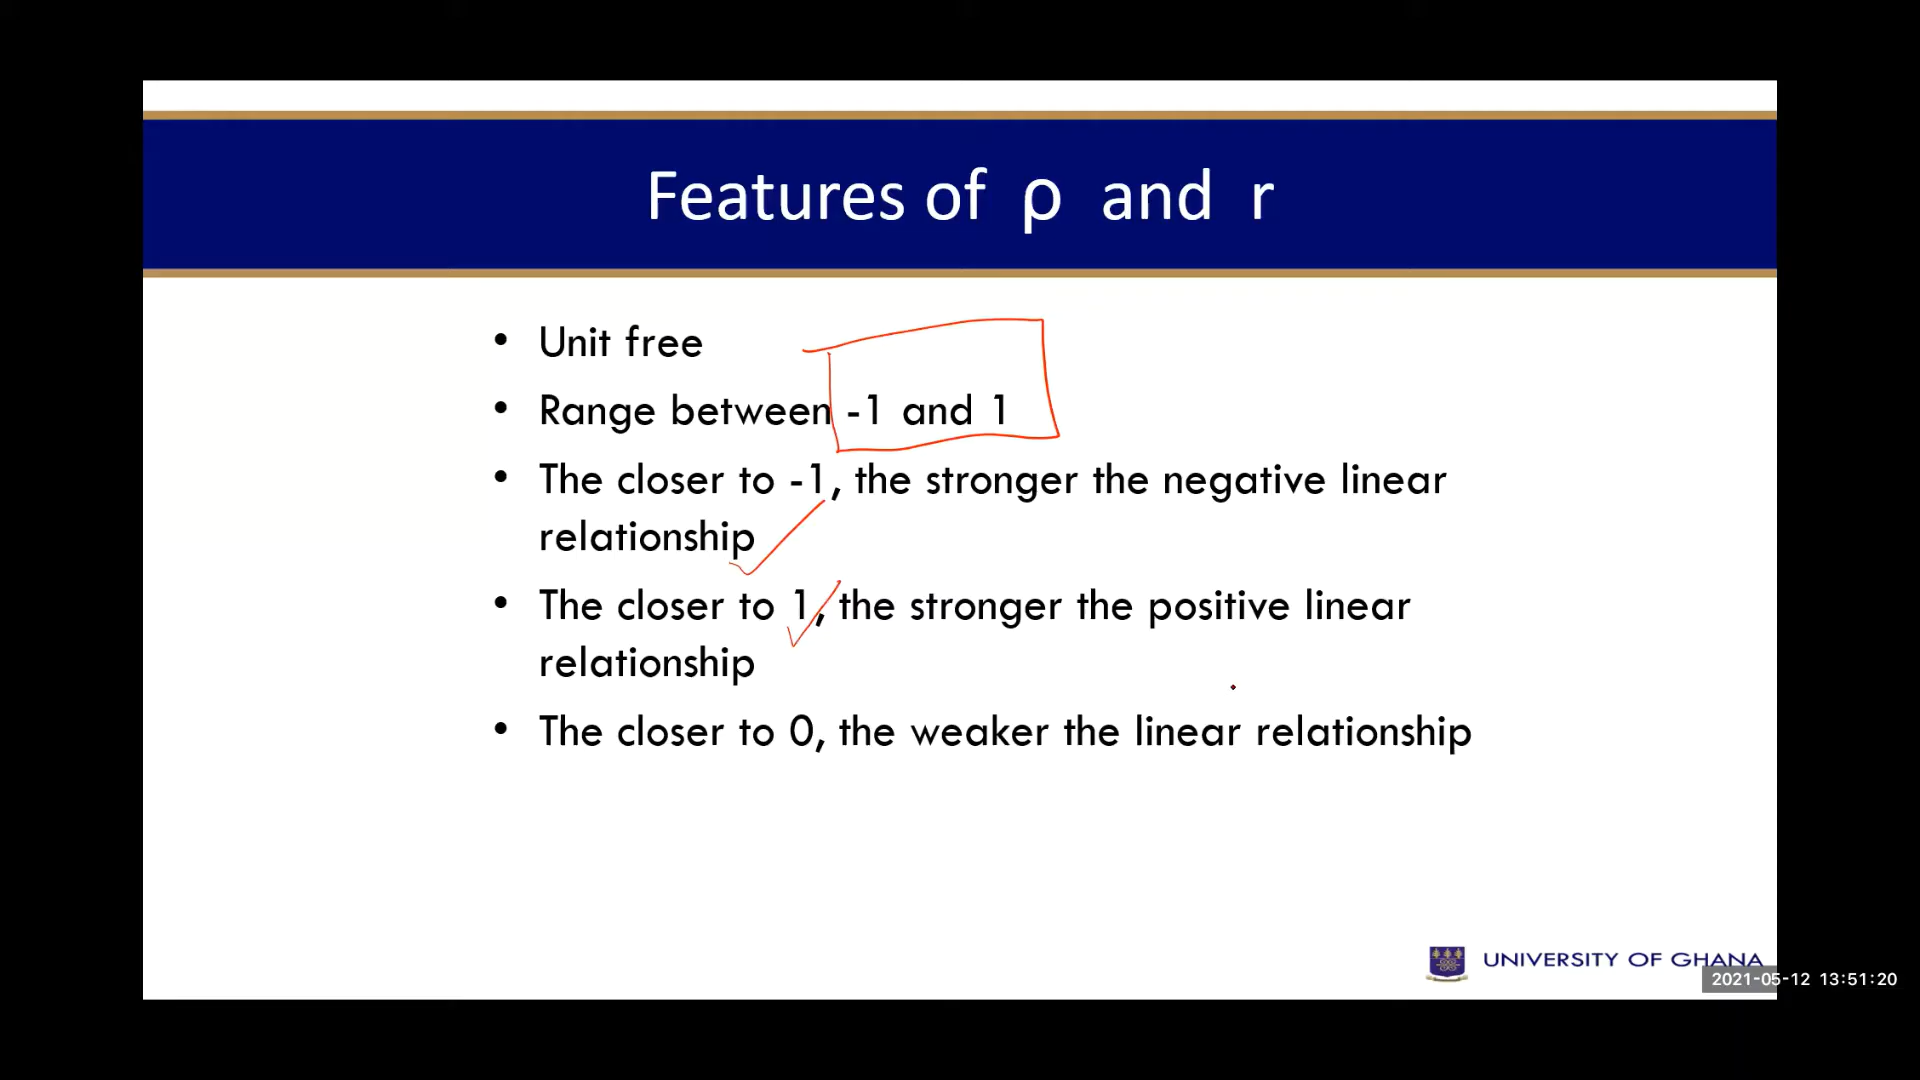 Features of ρ and r
• Unit free
• Range between -1 and 1
• The closer to -1, the stronger the negative linear
relationship
• The closer to 1, the stronger the positive linear
relationship
• The closer to 0, the weaker the linear relationship
UNIVERSITY OF GHANA
2021-05-12 13:51:20